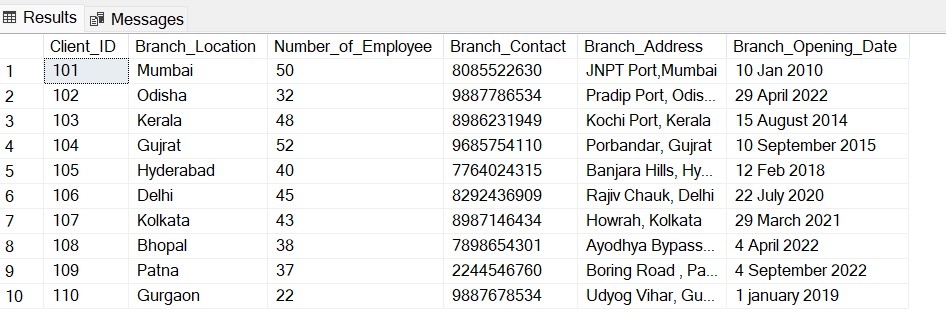 Results Messages
Client_ID Branch_Location Number_of_Employee Branch_Contact Branch_Address Branch_Opening_Date
1 101 Mumbai 50 8085522630 JNPT Port,Mumbai 10 Jan 2010
2 102 Odisha 32 9887786534 Pradip Port, Odis... 29 April 2022
3 103 Kerala 48 8986231949 Kochi Port, Kerala 15 August 2014
4 104 Gujrat 52 9685754110 Porbandar, Gujrat 10 September 2015
5 105 Hyderabad 40 7764024315 Banjara Hills, Hy... 12 Feb 2018
6 106 Delhi 45 8292436909 Rajiv Chauk, Delhi 22 July 2020
7 107 Kolkata 43 8987146434 Howrah, Kolkata 29 March 2021
8 108 Bhopal 38 7898654301 Ayodhya Bypass... 4 April 2022
9 109 Patna 37 2244546760 Boring Road , Pa... 4 September 2022
10 110 Gurgaon 22 9887678534 Udyog Vihar, Gu... 1 january 2019